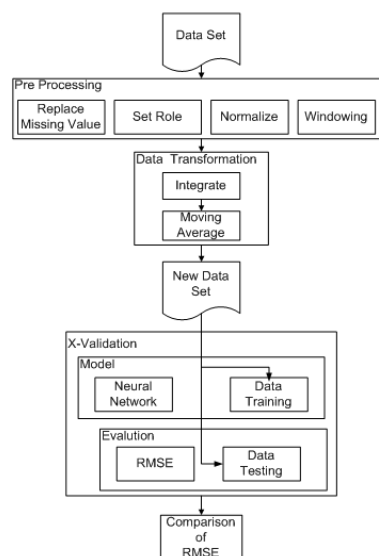 Data Set
Pre Processing
Replace
Missing Value
Set Role
Normalize
Windowing
Data Transformation
Integrate
Moving
Average
New Data
Set
X-Validation
Model
Neural
Network
Data
Training
Evalution
RMSE
Data
Testing
Comparison
of
RMSE